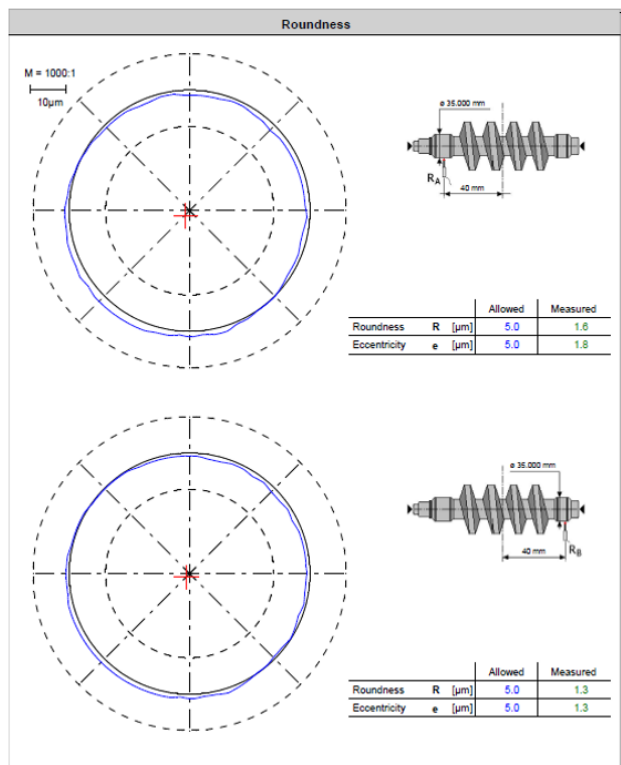 Roundness
M = 1000:1
10µm
ø 35.000 mm
R_A
40 mm
Allowed Measured
Roundness R [µm] 5.0 1.6
Eccentricity e [µm] 5.0 1.8
ø 35.000 mm
40 mm
R_B
Allowed Measured
Roundness R [µm] 5.0 1.3
Eccentricity e [µm] 5.0 1.3